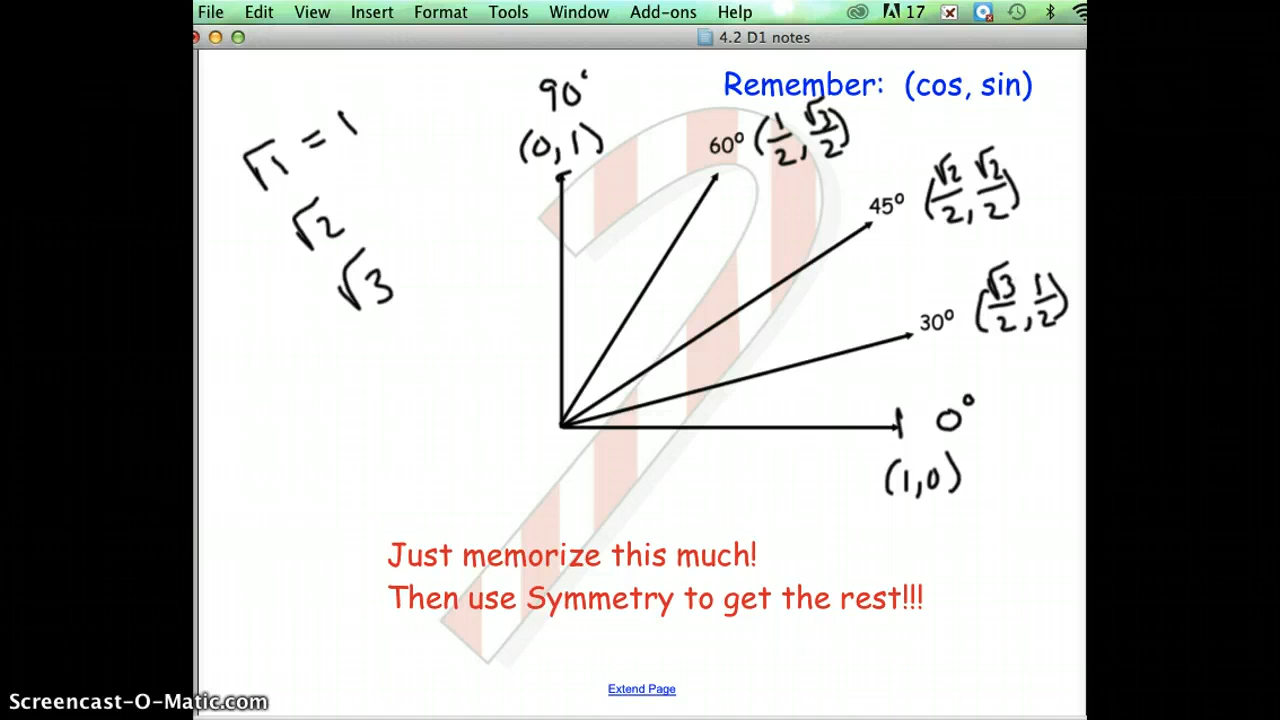 File Edit View Insert Format Tools Window Add-ons Help 17
4.2 D1 notes
Remember: (cos, sin)
√1 = 1
√2
√3
90°
(0, 1)
60° (1/2, √3/2)
45° (√2/2, √2/2)
30° (√3/2, 1/2)
0°
(1,0)
Just memorize this much!
Then use Symmetry to get the rest!!!
Extend Page
Screencast-O-Matic.com